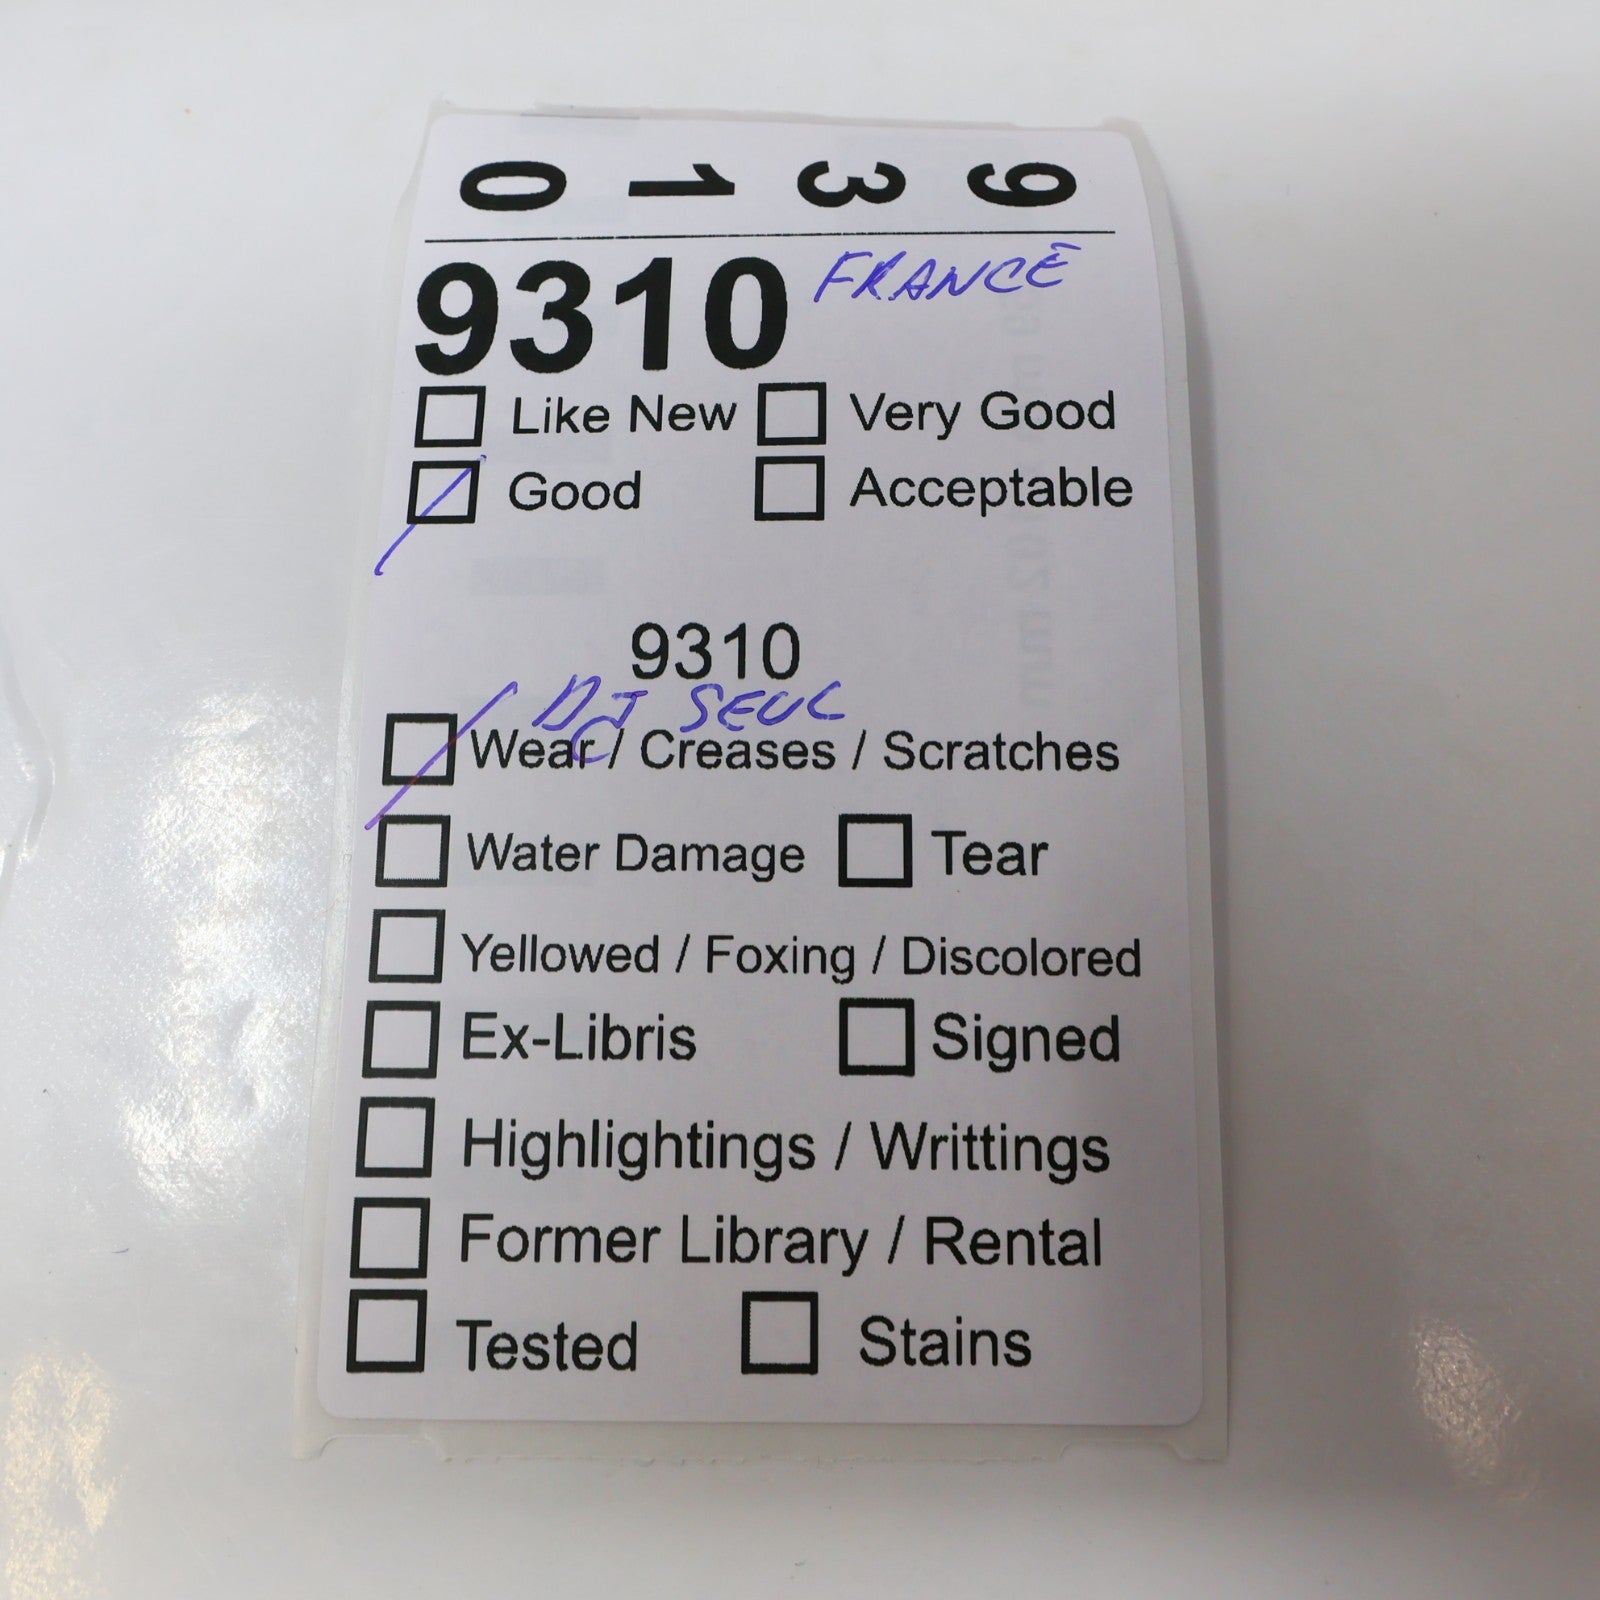 9310
9310 FRANCE
Like New Very Good
Good Acceptable
9310
DJ SEUL
Wear / Creases / Scratches
Water Damage Tear
Yellowed / Foxing / Discolored
Ex-Libris Signed
Highlightings / Writtings
Former Library / Rental
Tested Stains